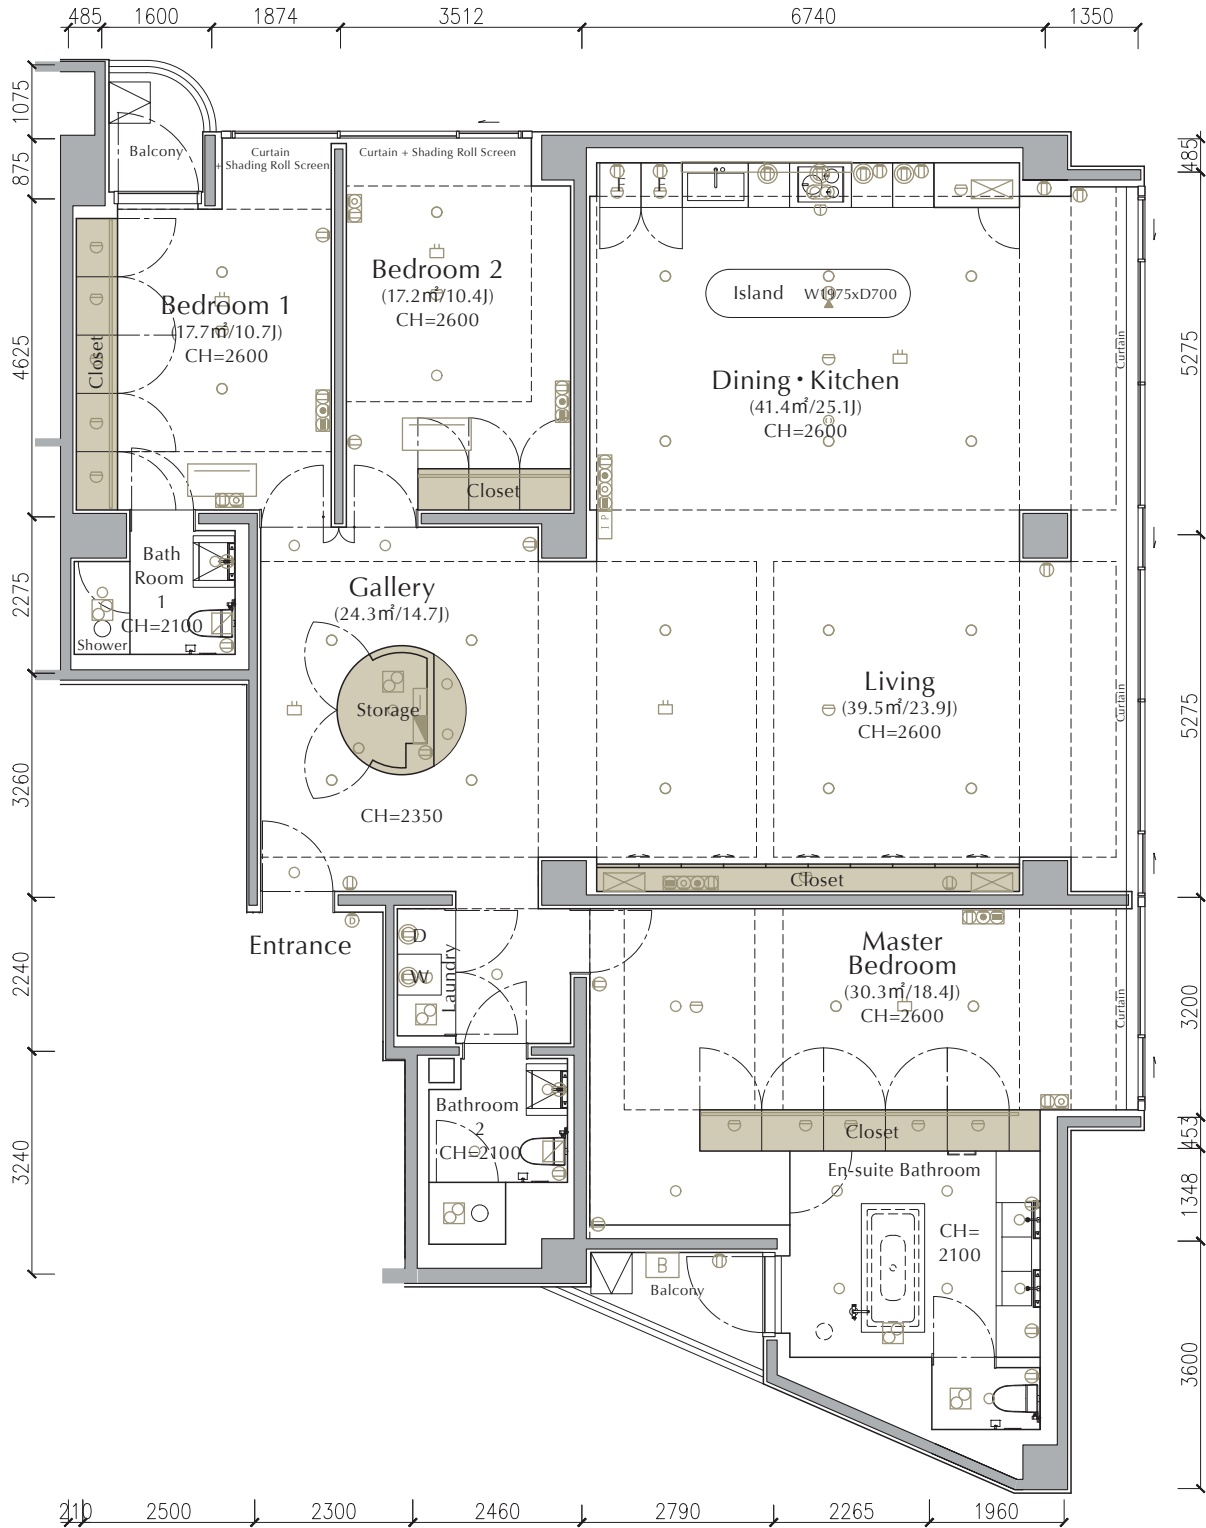 485
1600
1874
3512
6740
1350
1075
875
4625
2275
3260
2240
3240
485
5275
5275
3200
453
1348
3600
Balcony
Curtain
+ Shading Roll Screen
Curtain + Shading Roll Screen
F
F
Bedroom 1
(17.7㎡/10.7J)
CH=2600
Closet
Bedroom 2
(17.2㎡/10.4J)
CH=2600
Closet
Island W1975xD700
Dining・Kitchen
(41.4㎡/25.1J)
CH=2600
Curtain
I P
Bath
Room
1
CH=2100
Shower
Gallery
(24.3㎡/14.7J)
Storage
CH=2350
Living
(39.5㎡/23.9J)
CH=2600
Curtain
Closet
Entrance
D
D
W
Laundry
Master
Bedroom
(30.3㎡/18.4J)
CH=2600
Curtain
Closet
Bathroom
2
CH=2100
En-suite Bathroom
CH=
2100
B
Balcony
210
2500
2300
2460
2790
2265
1960